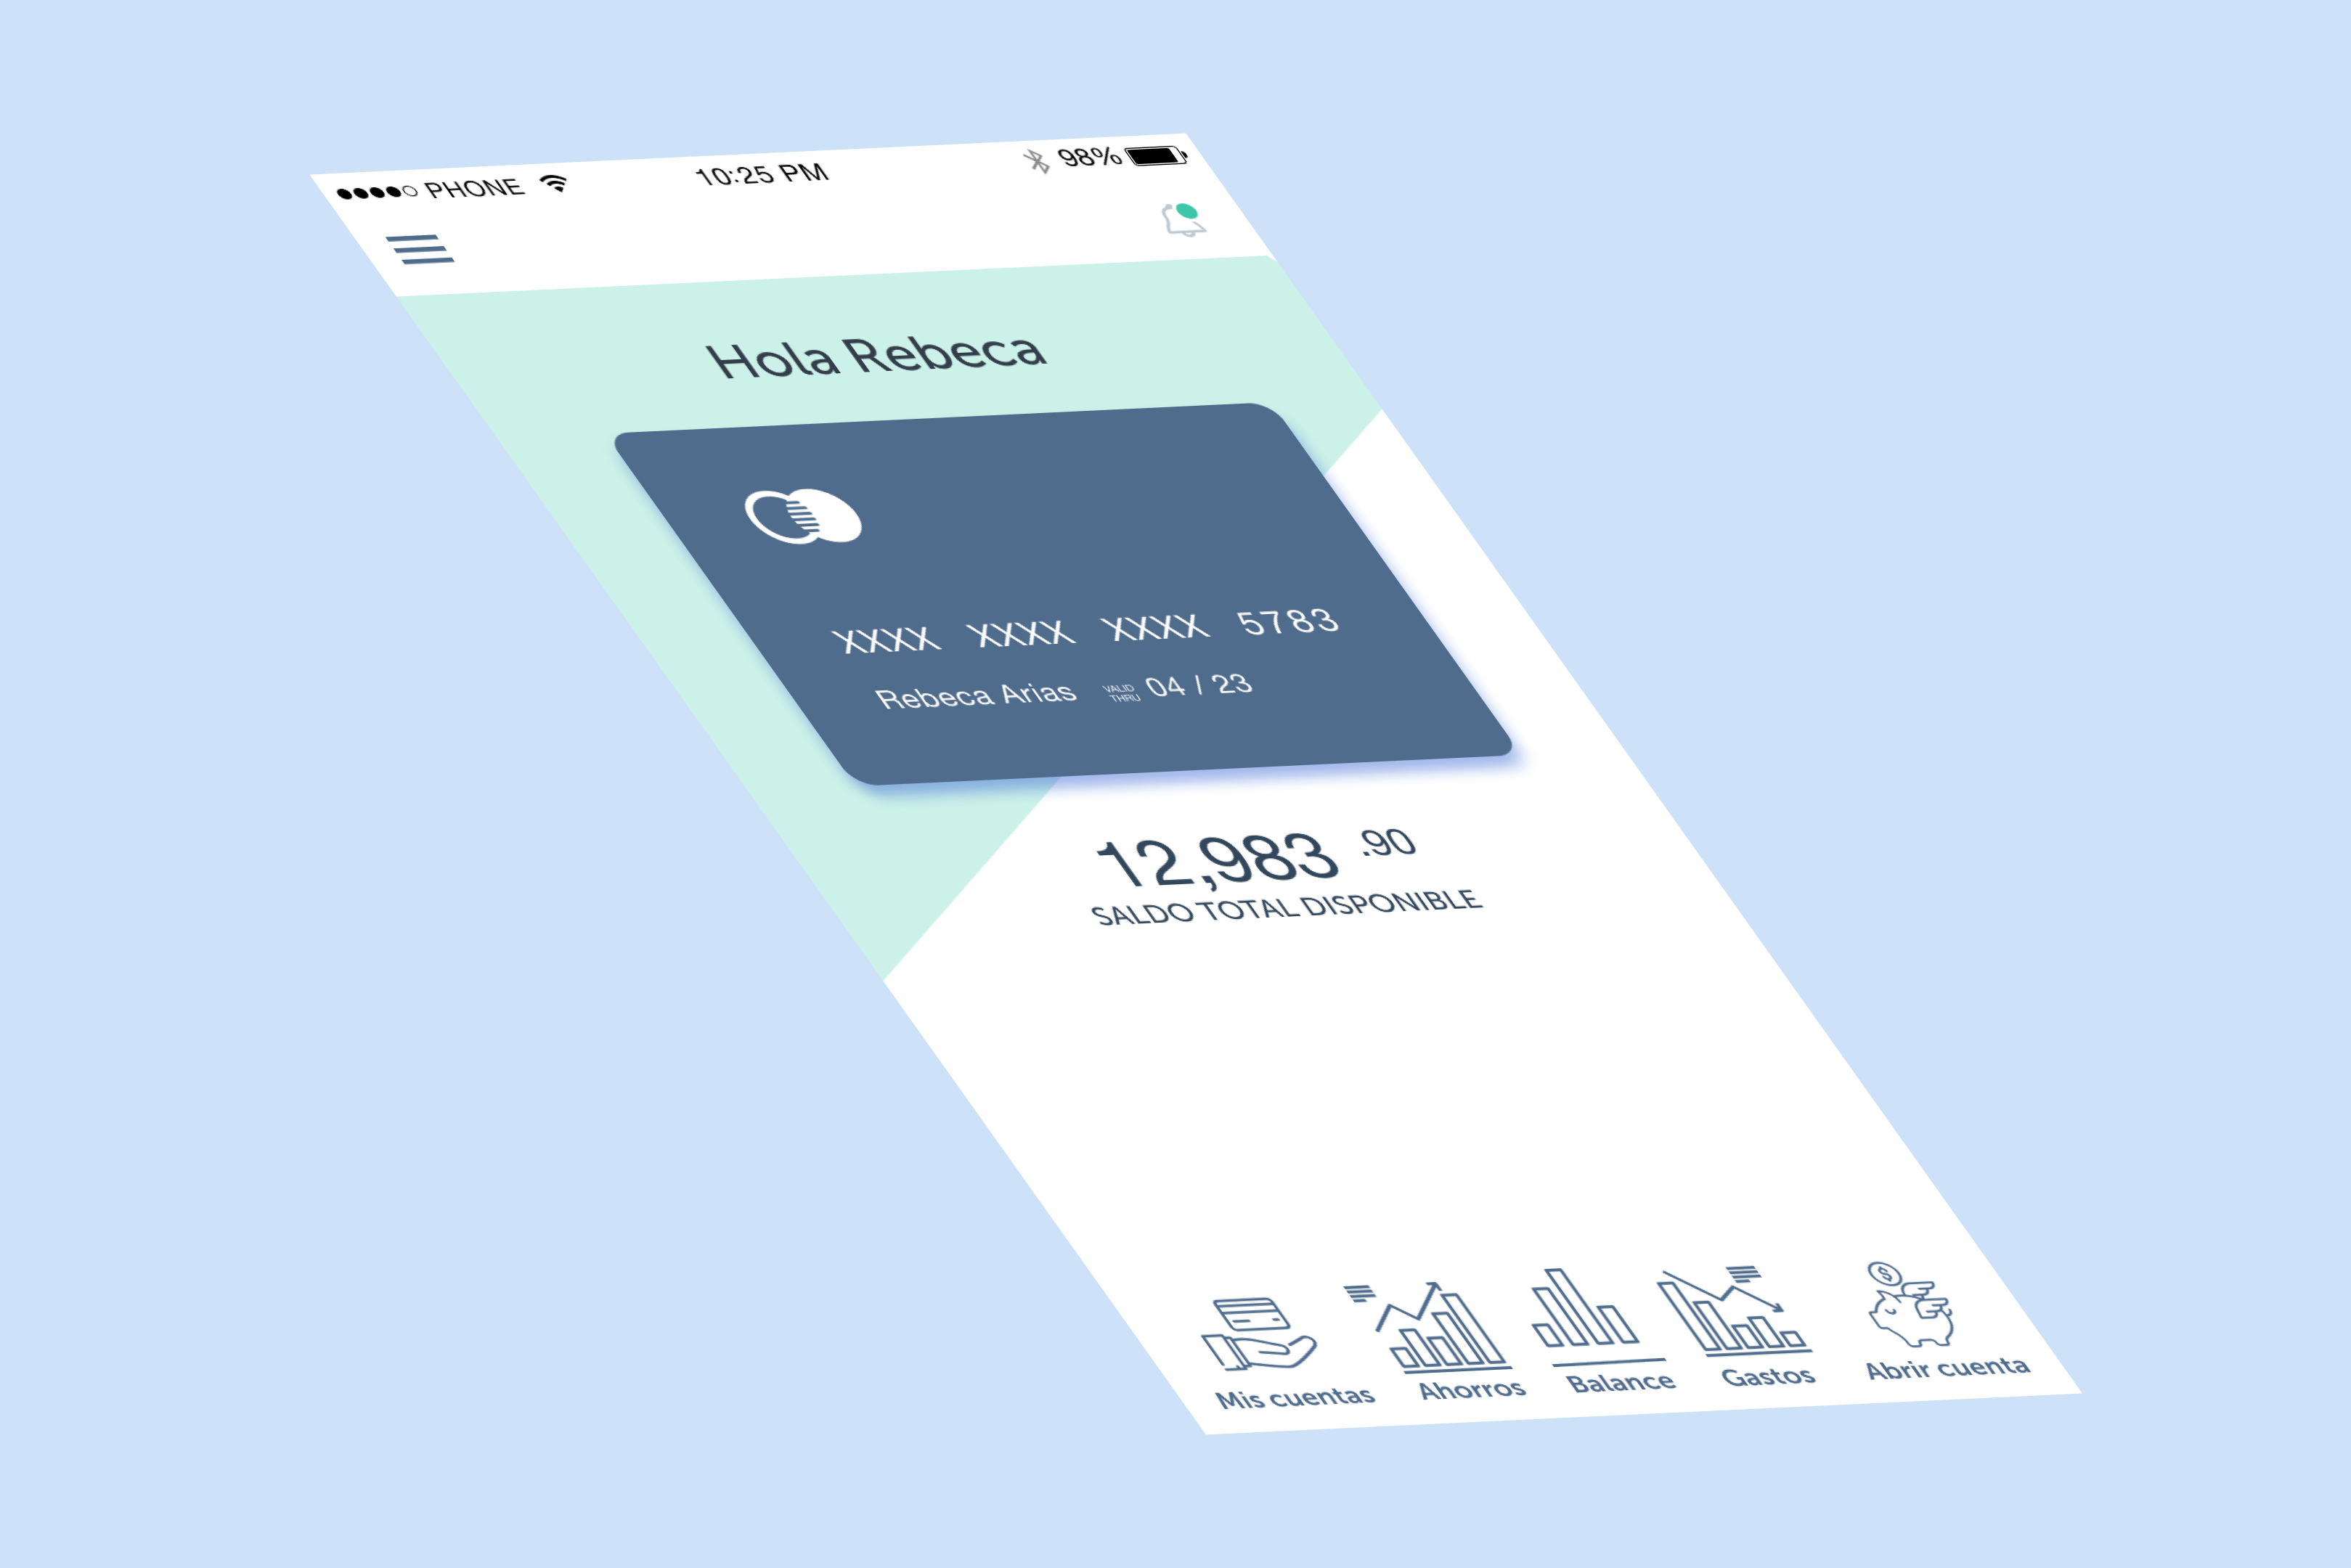 PHONE 10:25 PM 98%
Hola Rebeca
XXXX XXXX XXXX 5783
Rebeca Arias VALID THRU 04 / 23
12,983 .90
SALDO TOTAL DISPONIBLE
$
Mis cuentas Ahorros Balance Gastos Abrir cuenta